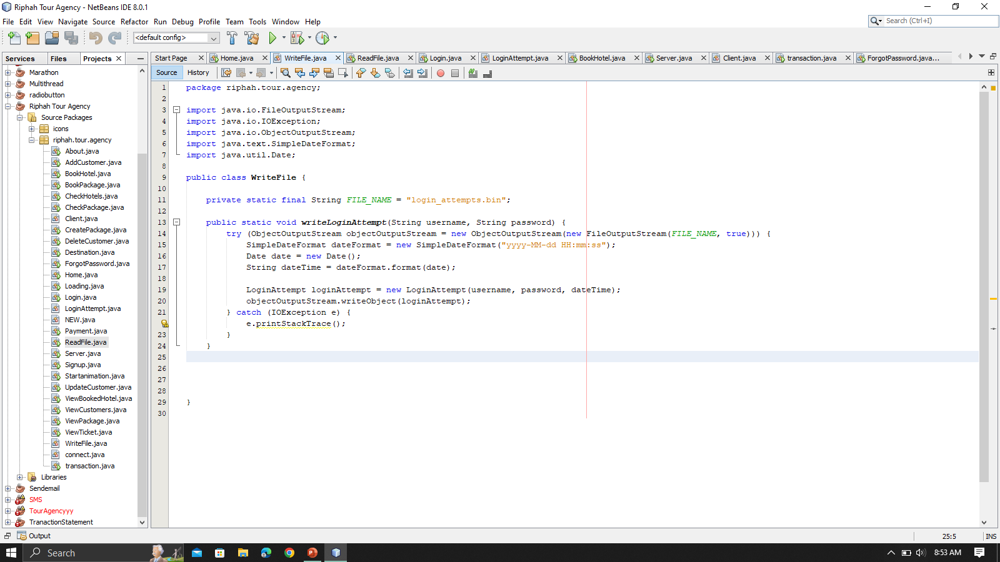 Riphah Tour Agency - NetBeans IDE 8.0.1
File Edit View Navigate Source Refactor Run Debug Profile Team Tools Window Help
Search (Ctrl+I)
<default config>
Services Files Projects
Start Page Home.java WriteFile.java ReadFile.java Login.java LoginAttempt.java BookHotel.java Server.java Client.java transaction.java ForgotPassword.java...
Source History
Marathon
Multithread
radiobutton
Riphah Tour Agency
Source Packages
icons
riphah.tour.agency
About.java
AddCustomer.java
BookHotel.java
BookPackage.java
CheckHotels.java
CheckPackage.java
Client.java
CreatePackage.java
DeleteCustomer.java
Destination.java
ForgotPassword.java
Home.java
Loading.java
Login.java
LoginAttempt.java
NEW.java
Payment.java
ReadFile.java
Server.java
Signup.java
Startanimation.java
UpdateCustomer.java
ViewBookedHotel.java
ViewCustomers.java
ViewPackage.java
ViewTicket.java
WriteFile.java
connect.java
transaction.java
Libraries
Sendemail
SMS
TourAgencyyy
TranactionStatement
1 package riphah.tour.agency;
2
3 import java.io.FileOutputStream;
4 import java.io.IOException;
5 import java.io.ObjectOutputStream;
6 import java.text.SimpleDateFormat;
7 import java.util.Date;
8
9 public class WriteFile {
10
11 private static final String FILE_NAME = "login_attempts.bin";
12
13 public static void writeLoginAttempt(String username, String password) {
14 try (ObjectOutputStream objectOutputStream = new ObjectOutputStream(new FileOutputStream(FILE_NAME, true))) {
15 SimpleDateFormat dateFormat = new SimpleDateFormat("yyyy-MM-dd HH:mm:ss");
16 Date date = new Date();
17 String dateTime = dateFormat.format(date);
18
19 LoginAttempt loginAttempt = new LoginAttempt(username, password, dateTime);
20 objectOutputStream.writeObject(loginAttempt);
21 } catch (IOException e) {
e.printStackTrace();
23 }
24 }
25
26
27
28
29 }
30
Output
25:5 INS
Search
8:53 AM